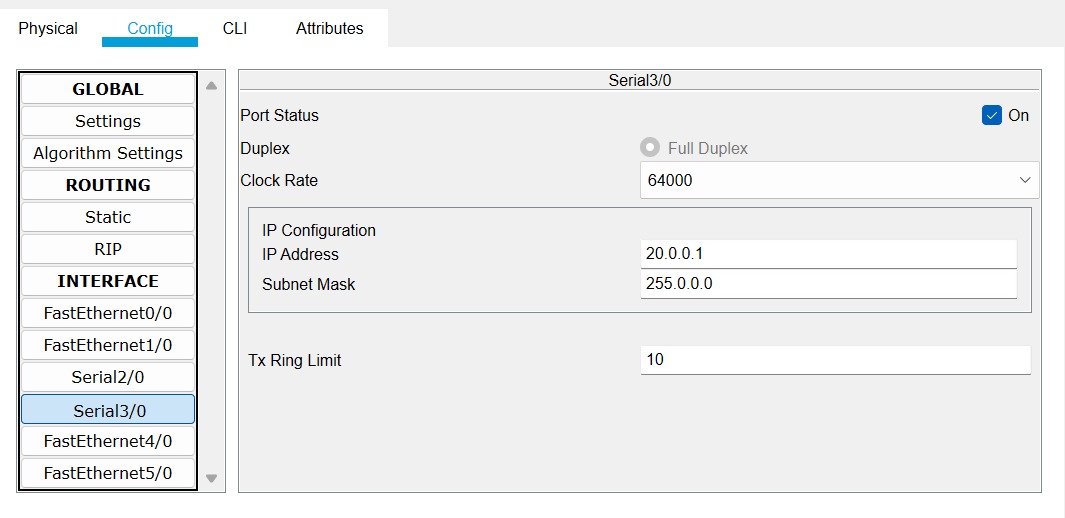 Physical Config CLI Attributes
GLOBAL
Settings
Algorithm Settings
ROUTING
Static
RIP
INTERFACE
FastEthernet0/0
FastEthernet1/0
Serial2/0
Serial3/0
FastEthernet4/0
FastEthernet5/0
Serial3/0
Port Status On
Duplex Full Duplex
Clock Rate 64000
IP Configuration
IP Address 20.0.0.1
Subnet Mask 255.0.0.0
Tx Ring Limit 10